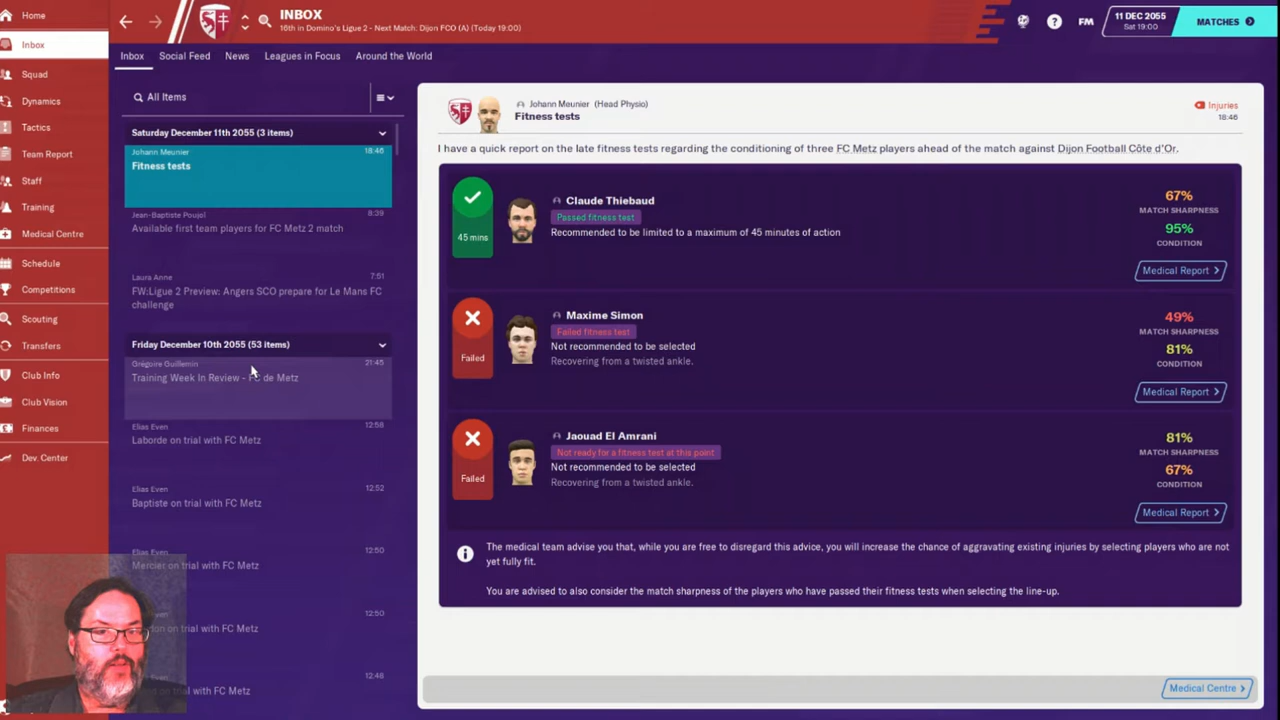 Home
Inbox
Squad
Dynamics
Tactics
Team Report
Staff
Training
Medical Centre
Schedule
Competitions
Scouting
Transfers
Club Info
Club Vision
Finances
Dev. Center
INBOX
16th in Domino's Ligue 2 - Next Match: Dijon FCO (A) (Today 19:00)
?
FM
11 DEC 2055
Sat 19:00
MATCHES
Inbox
Social Feed
News
Leagues in Focus
Around the World
All Items
Saturday December 11th 2055 (3 items)
Johann Meunier
18:46
Fitness tests
Jean-Baptiste Poujol
8:39
Available first team players for FC Metz 2 match
Laura Anne
7:51
FW:Ligue 2 Preview: Angers SCO prepare for Le Mans FC
challenge
Friday December 10th 2055 (53 items)
Grégoire Guillemin
21:45
Training Week In Review - FC de Metz
Elias Even
12:58
Laborde on trial with FC Metz
Elias Even
12:52
Baptiste on trial with FC Metz
Elias Even
12:50
Mercier on trial with FC Metz
12:50
on trial with FC Metz
12:48
on trial with FC Metz
Johann Meunier (Head Physio)
Fitness tests
Injuries
18:46
I have a quick report on the late fitness tests regarding the conditioning of three FC Metz players ahead of the match against Dijon Football Côte d'Or.
45 mins
Claude Thiebaud
Passed fitness test
Recommended to be limited to a maximum of 45 minutes of action
67%
MATCH SHARPNESS
95%
CONDITION
Medical Report
Failed
Maxime Simon
Failed fitness test
Not recommended to be selected
Recovering from a twisted ankle.
49%
MATCH SHARPNESS
81%
CONDITION
Medical Report
Failed
Jaouad El Amrani
Not ready for a fitness test at this point
Not recommended to be selected
Recovering from a twisted ankle.
81%
MATCH SHARPNESS
67%
CONDITION
Medical Report
The medical team advise you that, while you are free to disregard this advice, you will increase the chance of aggravating existing injuries by selecting players who are not
yet fully fit.
You are advised to also consider the match sharpness of the players who have passed their fitness tests when selecting the line-up.
Medical Centre